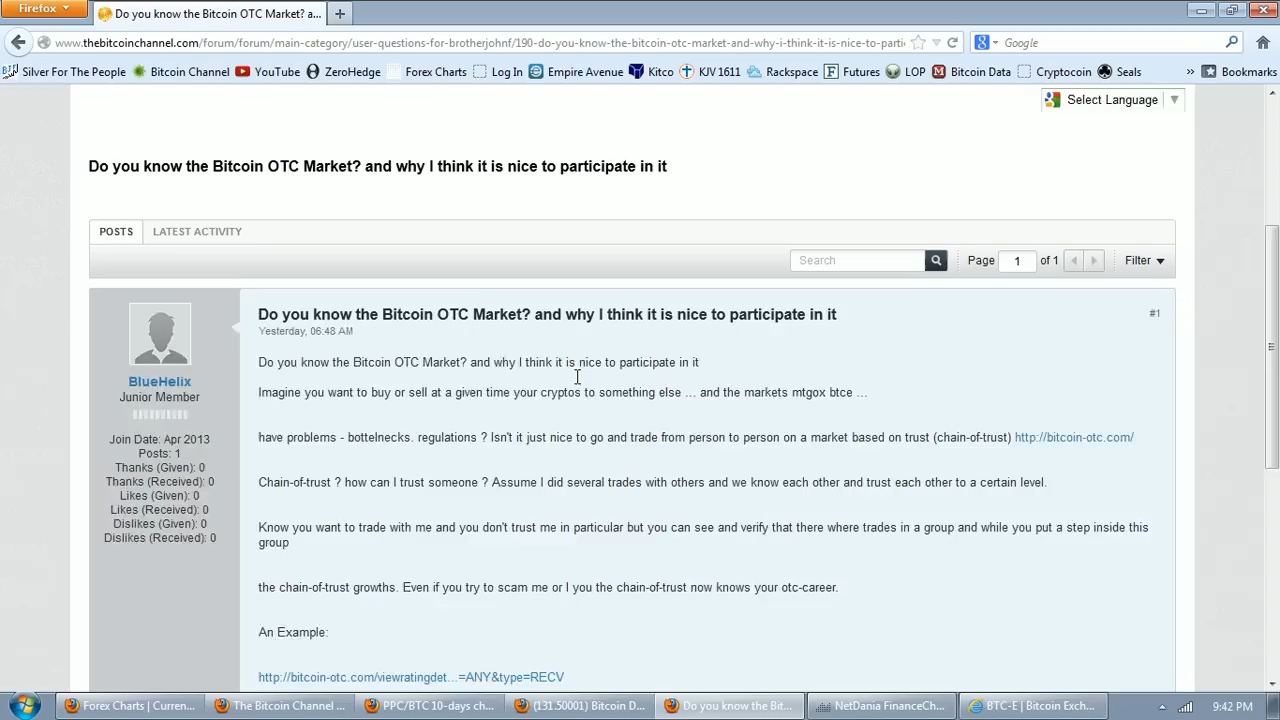 Firefox
Do you know the Bitcoin OTC Market? a...
www.thebitcoinchannel.com/forum/forum/main-category/user-questions-for-brotherjohnf/190-do-you-know-the-bitcoin-otc-market-and-why-i-think-it-is-nice-to-parti
Google
Silver For The People
Bitcoin Channel
YouTube
ZeroHedge
Forex Charts
Log In
Empire Avenue
Kitco
KJV 1611
Rackspace
Futures
LOP
Bitcoin Data
Cryptocoin
Seals
»
Bookmarks
Select Language
Do you know the Bitcoin OTC Market? and why I think it is nice to participate in it
POSTS
LATEST ACTIVITY
Search
Page 1 of 1
Filter
Do you know the Bitcoin OTC Market? and why I think it is nice to participate in it
#1
Yesterday, 06:48 AM
BlueHelix
Junior Member
Join Date: Apr 2013
Posts: 1
Thanks (Given): 0
Thanks (Received): 0
Likes (Given): 0
Likes (Received): 0
Dislikes (Given): 0
Dislikes (Received): 0
Do you know the Bitcoin OTC Market? and why I think it is nice to participate in it
Imagine you want to buy or sell at a given time your cryptos to something else ... and the markets mtgox btce ...
have problems - bottelnecks. regulations ? Isn't it just nice to go and trade from person to person on a market based on trust (chain-of-trust) http://bitcoin-otc.com/
Chain-of-trust ? how can I trust someone ? Assume I did several trades with others and we know each other and trust each other to a certain level.
Know you want to trade with me and you don't trust me in particular but you can see and verify that there where trades in a group and while you put a step inside this
group
the chain-of-trust growths. Even if you try to scam me or I you the chain-of-trust now knows your otc-career.
An Example:
http://bitcoin-otc.com/viewratingdet...=ANY&type=RECV
Forex Charts | Curren...
The Bitcoin Channel ...
PPC/BTC 10-days ch...
(131.50001) Bitcoin D...
Do you know the Bit...
NetDania FinanceCh...
BTC-E | Bitcoin Exch...
9:42 PM